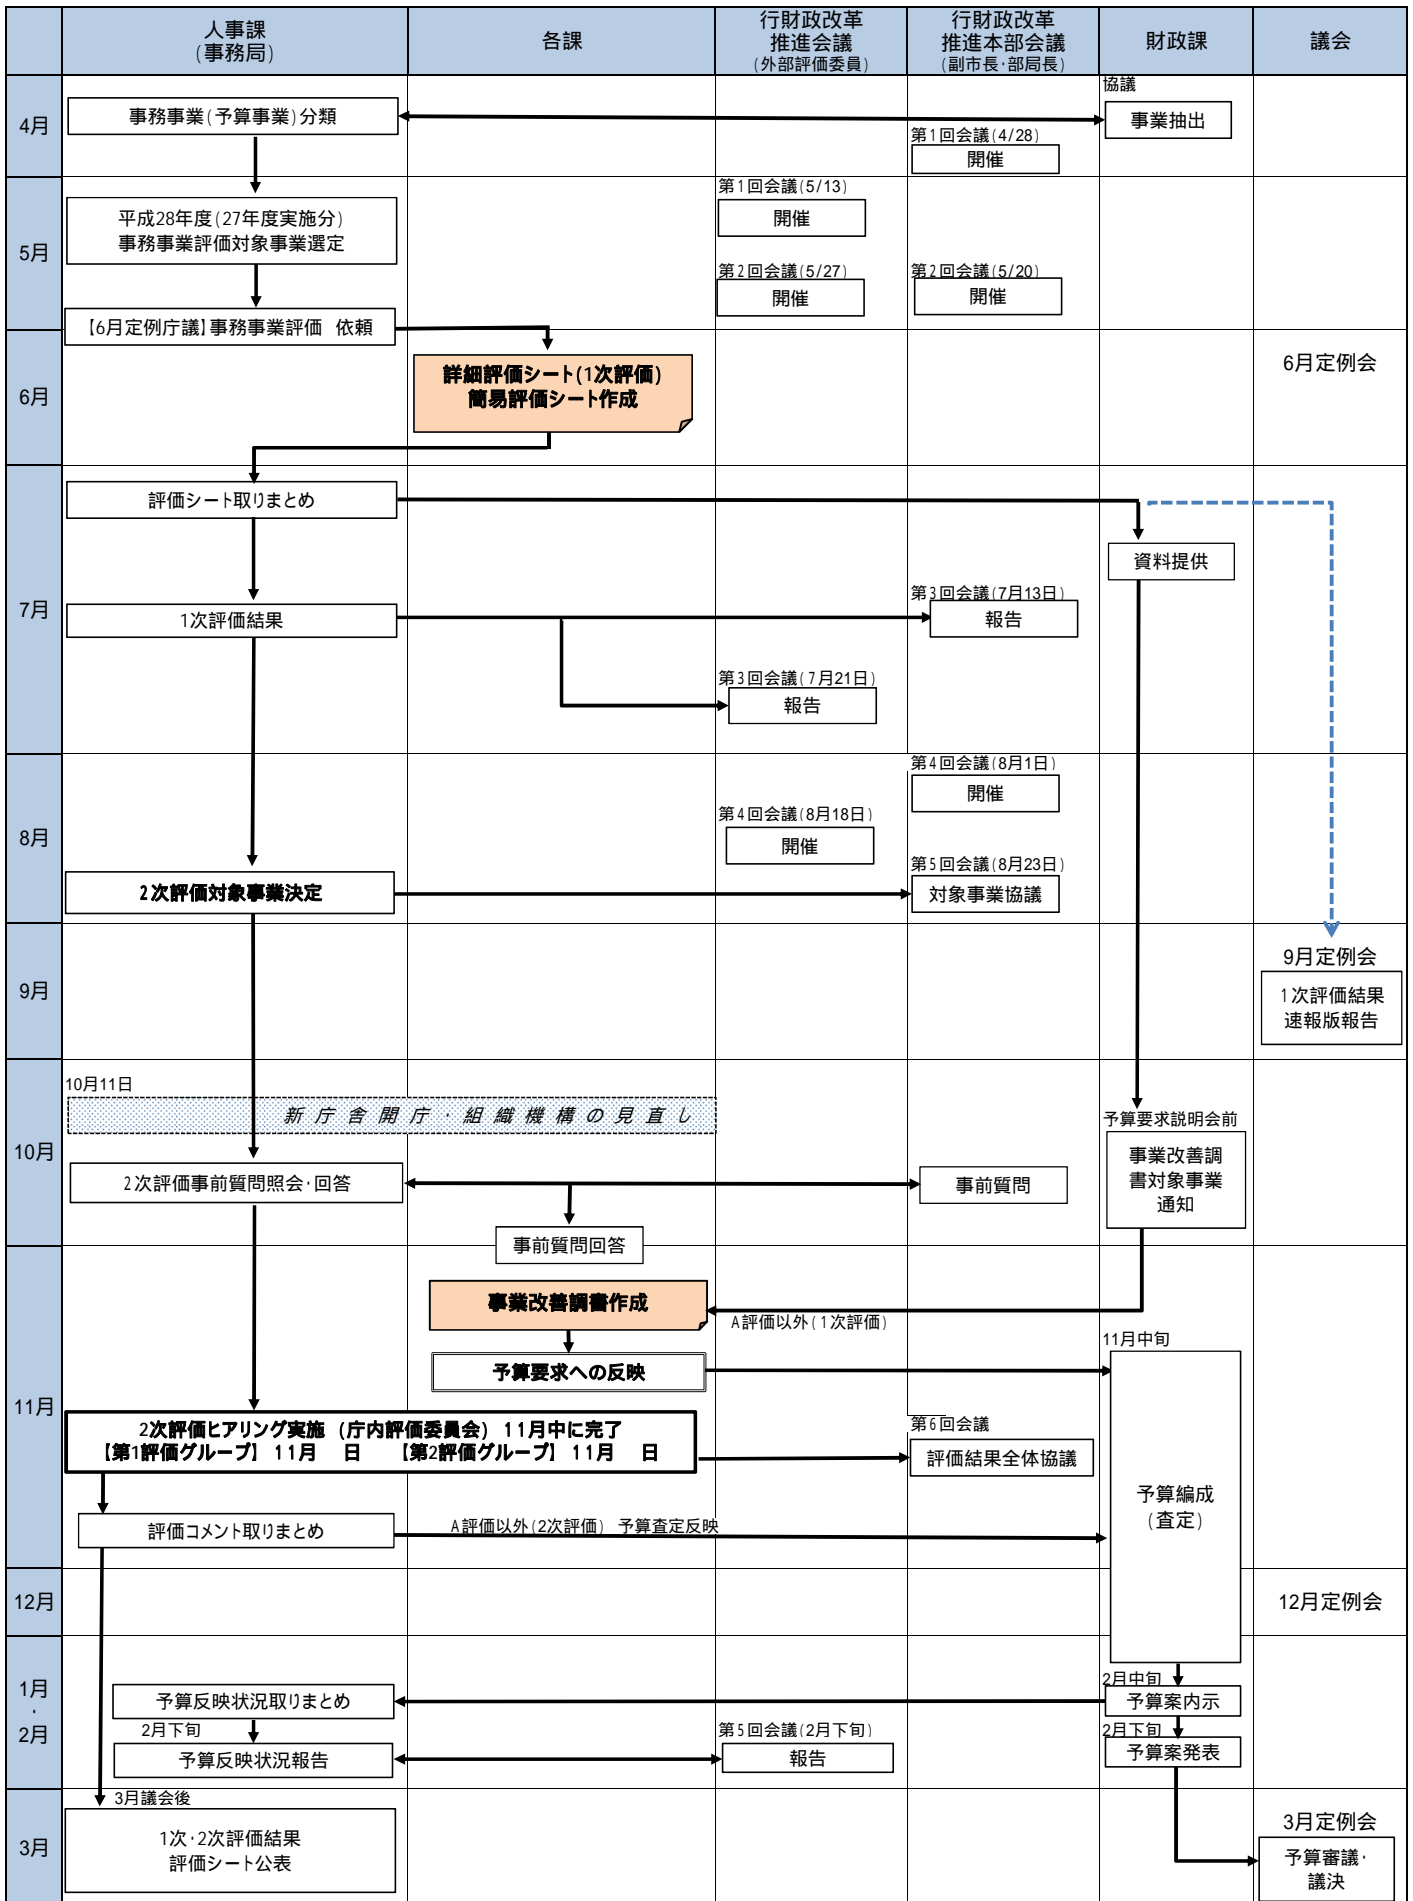 人事課
(事務局)
各課
行財政改革
推進会議
(外部評価委員)
行財政改革
推進本部会議
(副市長・部局長)
財政課
議会
4月
事務事業(予算事業)分類
協議
事業抽出
第1回会議(4/28)
開催
5月
第1回会議(5/13)
開催
平成28年度(27年度実施分)
事務事業評価対象事業選定
第2回会議(5/27)
開催
第2回会議(5/20)
開催
【6月定例庁議】事務事業評価 依頼
6月
詳細評価シート(1次評価)
簡易評価シート作成
6月定例会
7月
評価シート取りまとめ
資料提供
1次評価結果
第3回会議(7月13日)
報告
第3回会議(7月21日)
報告
8月
第4回会議(8月1日)
開催
第4回会議(8月18日)
開催
2次評価対象事業決定
第5回会議(8月23日)
対象事業協議
9月
9月定例会
1次評価結果
速報版報告
10月
10月11日
新庁舎開庁・組織機構の見直し
予算要求説明会前
事業改善調
書対象事業
通知
2次評価事前質問照会・回答
事前質問
事前質問回答
11月
事業改善調書作成
A評価以外(1次評価)
予算要求への反映
11月中旬
予算編成
(査定)
2次評価ヒアリング実施 (庁内評価委員会) 11月中に完了
【第1評価グループ】 11月 日 【第2評価グループ】 11月 日
第6回会議
評価結果全体協議
評価コメント取りまとめ
A評価以外(2次評価) 予算査定反映
12月
12月定例会
1月
・
2月
予算反映状況取りまとめ
2月中旬
予算案内示
2月下旬
予算反映状況報告
第5回会議(2月下旬)
報告
2月下旬
予算案発表
3月
3月議会後
1次・2次評価結果
評価シート公表
3月定例会
予算審議・
議決